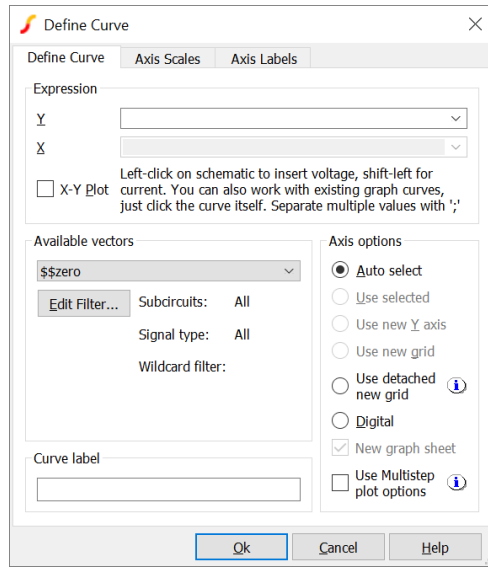 Define Curve
Define Curve Axis Scales Axis Labels
Expression
Y
X
X-Y Plot
Left-click on schematic to insert voltage, shift-left for
current. You can also work with existing graph curves,
just click the curve itself. Separate multiple values with ';'
Available vectors
$$zero
Edit Filter... Subcircuits: All
Signal type: All
Wildcard filter:
Curve label
Axis options
Auto select
Use selected
Use new Y axis
Use new grid
Use detached
new grid
Digital
New graph sheet
Use Multistep
plot options
Ok Cancel Help